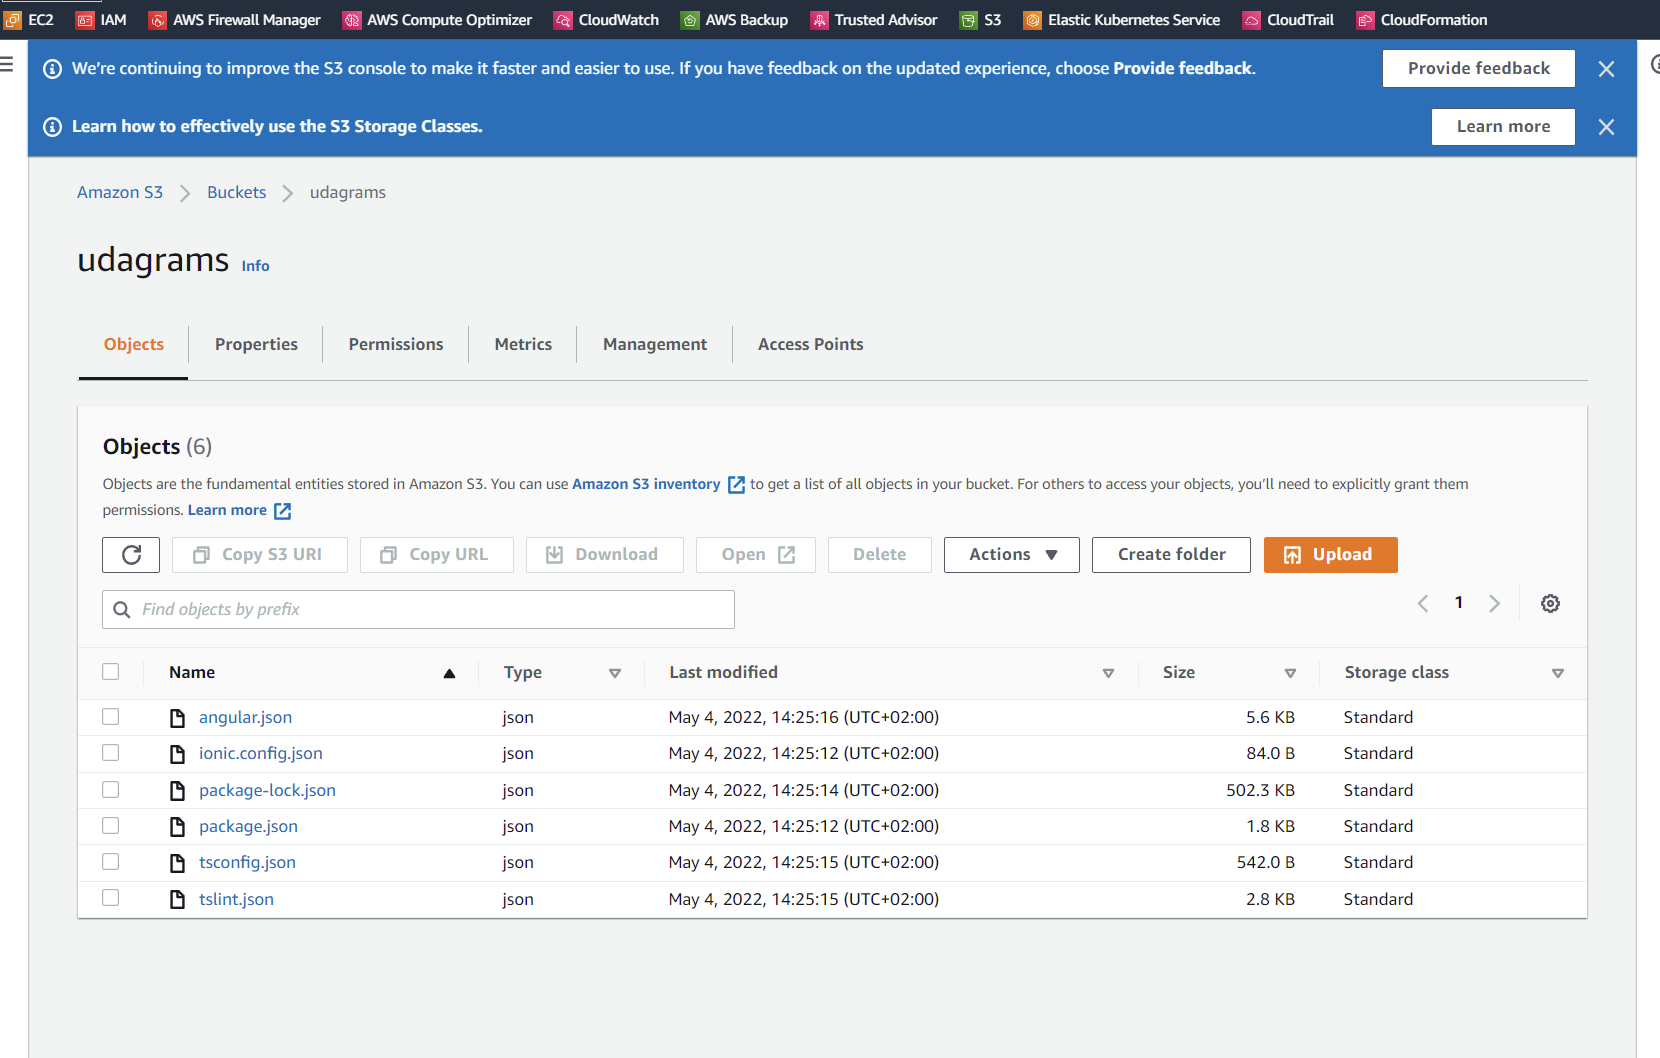 EC2 IAM AWS Firewall Manager AWS Compute Optimizer CloudWatch AWS Backup Trusted Advisor S3 Elastic Kubernetes Service CloudTrail CloudFormation
We're continuing to improve the S3 console to make it faster and easier to use. If you have feedback on the updated experience, choose Provide feedback. Provide feedback
Learn how to effectively use the S3 Storage Classes. Learn more
Amazon S3 Buckets udagrams
udagrams Info
Objects Properties Permissions Metrics Management Access Points
Objects (6)
Objects are the fundamental entities stored in Amazon S3. You can use Amazon S3 inventory to get a list of all objects in your bucket. For others to access your objects, you'll need to explicitly grant them
permissions. Learn more
Copy S3 URI Copy URL Download Open Delete Actions Create folder Upload
Find objects by prefix 1
Name Type Last modified Size Storage class
angular.json json May 4, 2022, 14:25:16 (UTC+02:00) 5.6 KB Standard
ionic.config.json json May 4, 2022, 14:25:12 (UTC+02:00) 84.0 B Standard
package-lock.json json May 4, 2022, 14:25:14 (UTC+02:00) 502.3 KB Standard
package.json json May 4, 2022, 14:25:12 (UTC+02:00) 1.8 KB Standard
tsconfig.json json May 4, 2022, 14:25:15 (UTC+02:00) 542.0 B Standard
tslint.json json May 4, 2022, 14:25:15 (UTC+02:00) 2.8 KB Standard